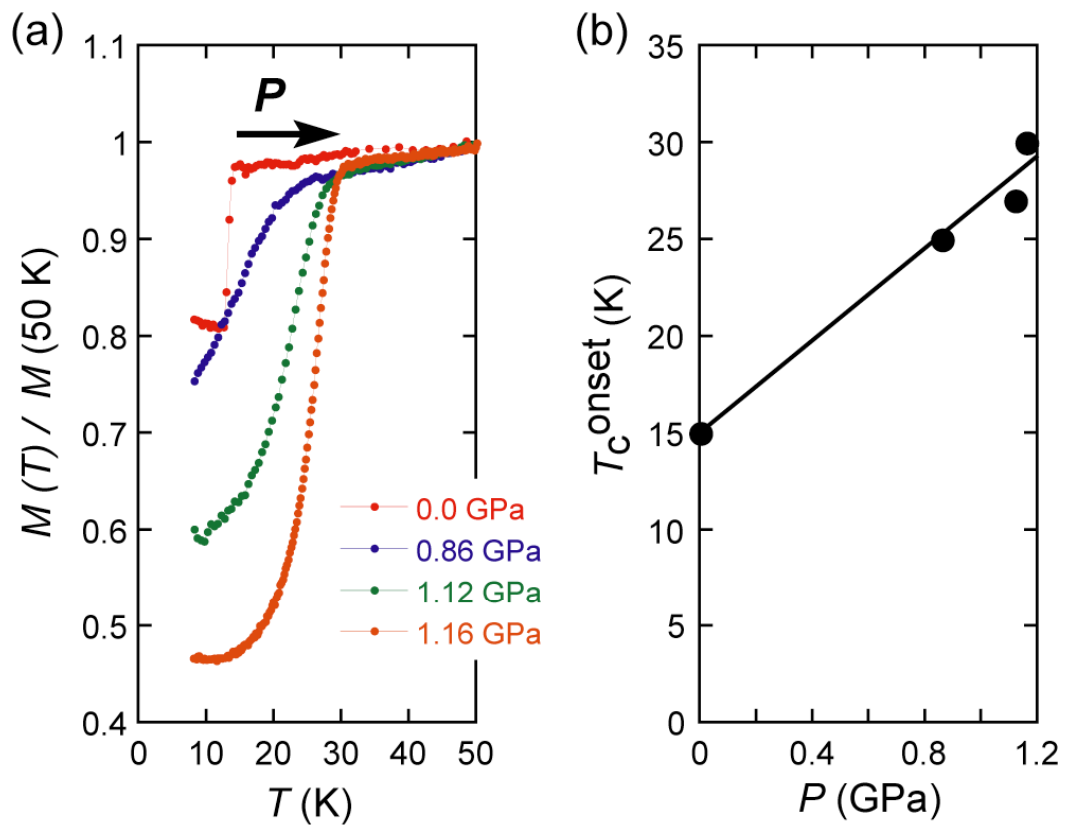 (a)
1.1
1
0.9
0.8
0.7
0.6
0.5
0.4
M (T) / M (50 K)
P
0.0 GPa
0.86 GPa
1.12 GPa
1.16 GPa
0 10 20 30 40 50
T (K)
(b)
35
30
25
20
15
10
5
0
Tc onset (K)
0 0.4 0.8 1.2
P (GPa)